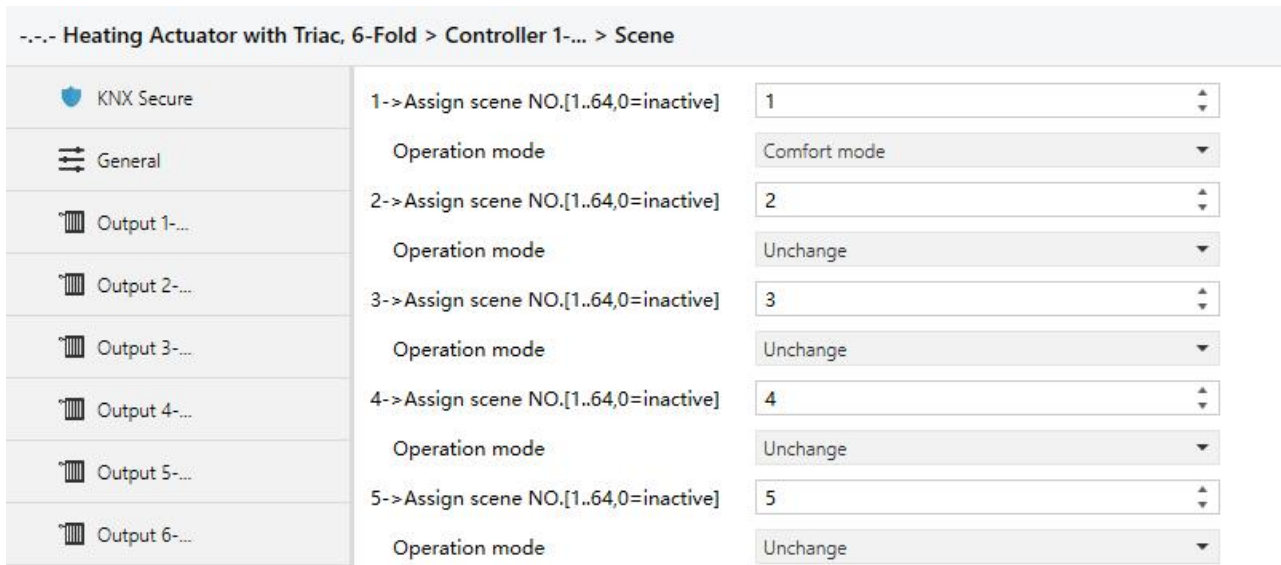 -.-.- Heating Actuator with Triac, 6-Fold > Controller 1-... > Scene
KNX Secure
General
Output 1-...
Output 2-...
Output 3-...
Output 4-...
Output 5-...
Output 6-...
1->Assign scene NO.[1..64,0=inactive] 1
Operation mode Comfort mode
2->Assign scene NO.[1..64,0=inactive] 2
Operation mode Unchange
3->Assign scene NO.[1..64,0=inactive] 3
Operation mode Unchange
4->Assign scene NO.[1..64,0=inactive] 4
Operation mode Unchange
5->Assign scene NO.[1..64,0=inactive] 5
Operation mode Unchange